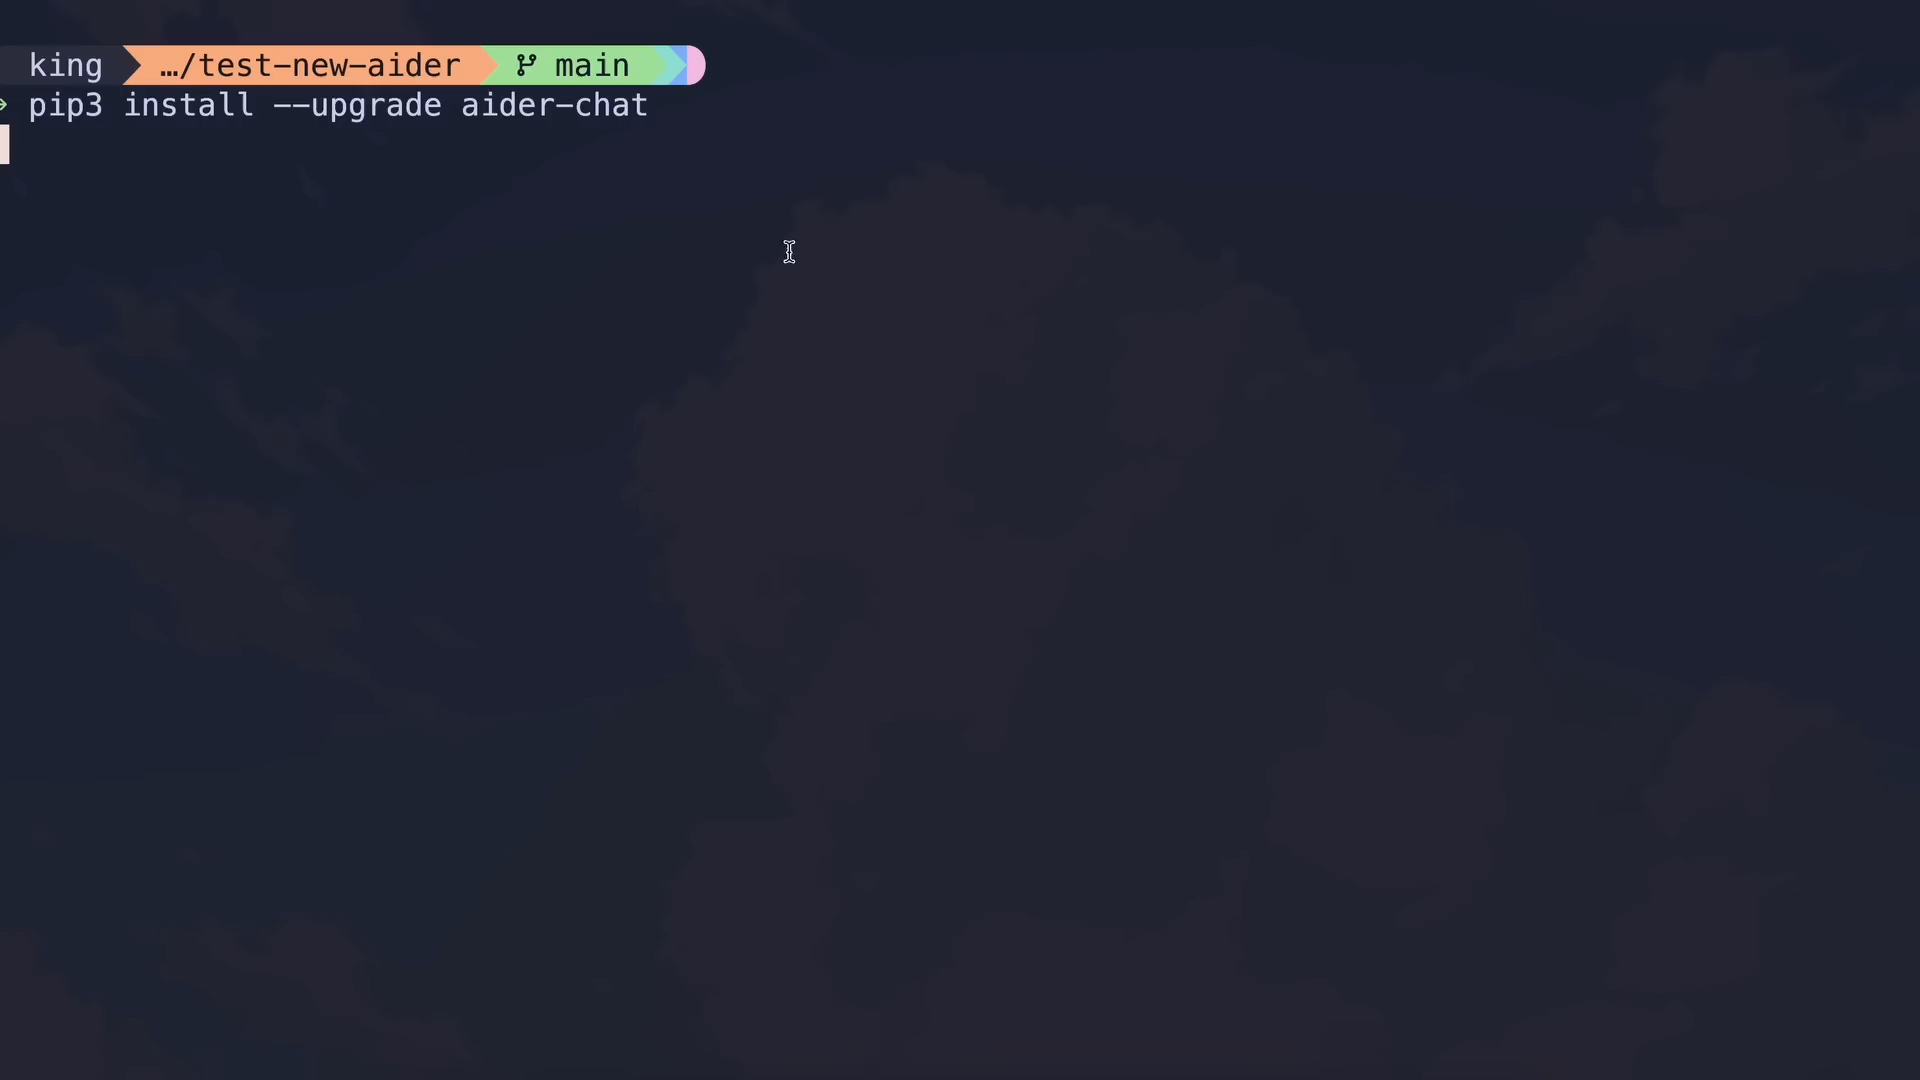 king …/test-new-aider main
pip3 install --upgrade aider-chat